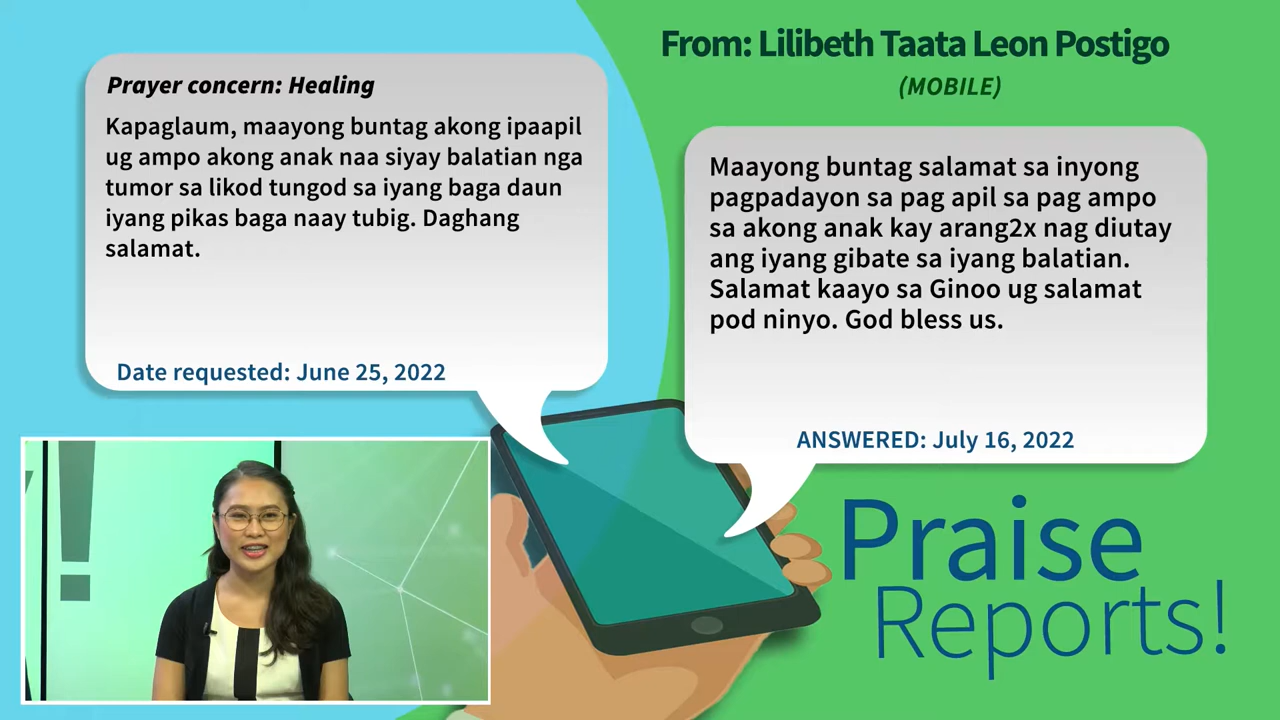 Prayer concern: Healing
Kapaglaum, maayong buntag akong ipaapil
ug ampo akong anak naa siyay balatian nga
tumor sa likod tungod sa iyang baga daun
iyang pikas baga naay tubig. Daghang
salamat.
Date requested: June 25, 2022
From: Lilibeth Taata Leon Postigo
(MOBILE)
Maayong buntag salamat sa inyong
pagpadayon sa pag apil sa pag ampo
sa akong anak kay arang2x nag diutay
ang iyang gibate sa iyang balatian.
Salamat kaayo sa Ginoo ug salamat
pod ninyo. God bless us.
ANSWERED: July 16, 2022
Praise
Reports!